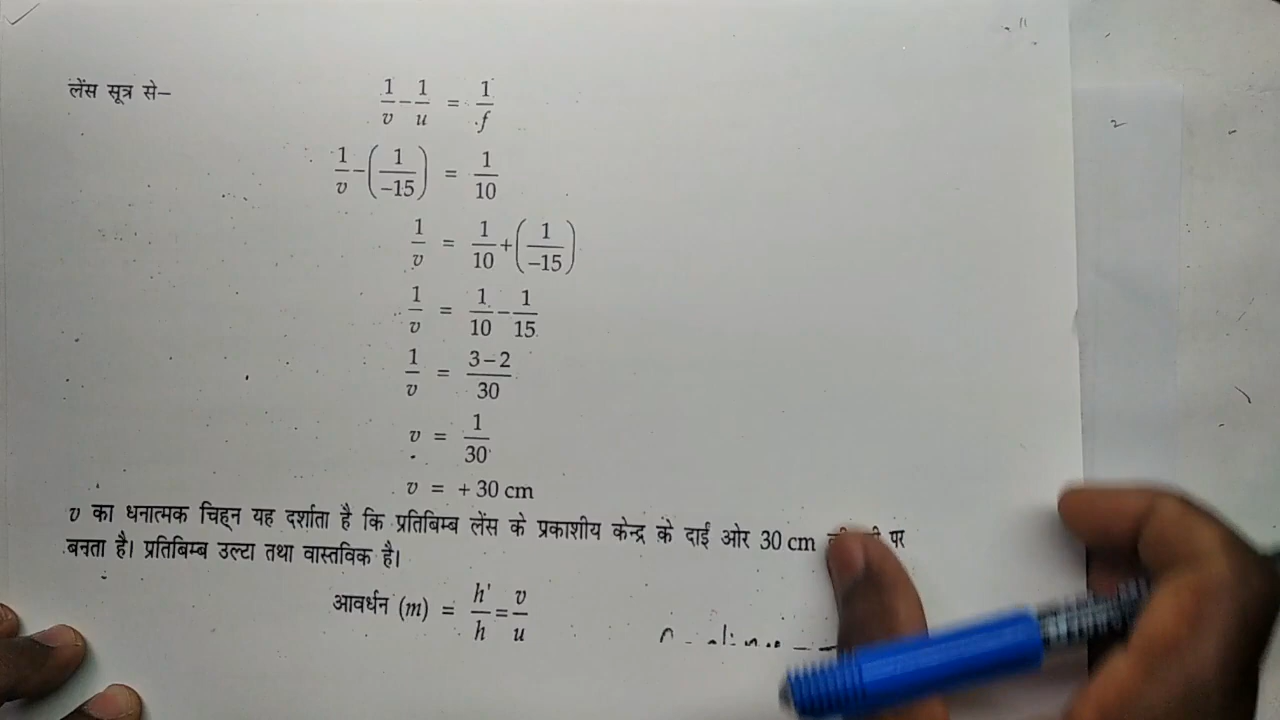 लेंस सूत्र से–
1/v – 1/u = 1/f
1/v – (1/–15) = 1/10
1/v = 1/10 + (1/–15)
1/v = 1/10 – 1/15
1/v = 3–2/30
v = 1/30
v = +30 cm
v का धनात्मक चिह्न यह दर्शाता है कि प्रतिबिम्ब लेंस के प्रकाशीय केन्द्र के दाईं ओर 30 cm पर
बनता है। प्रतिबिम्ब उल्टा तथा वास्तविक है।
आवर्धन (m) = h'/h = v/u